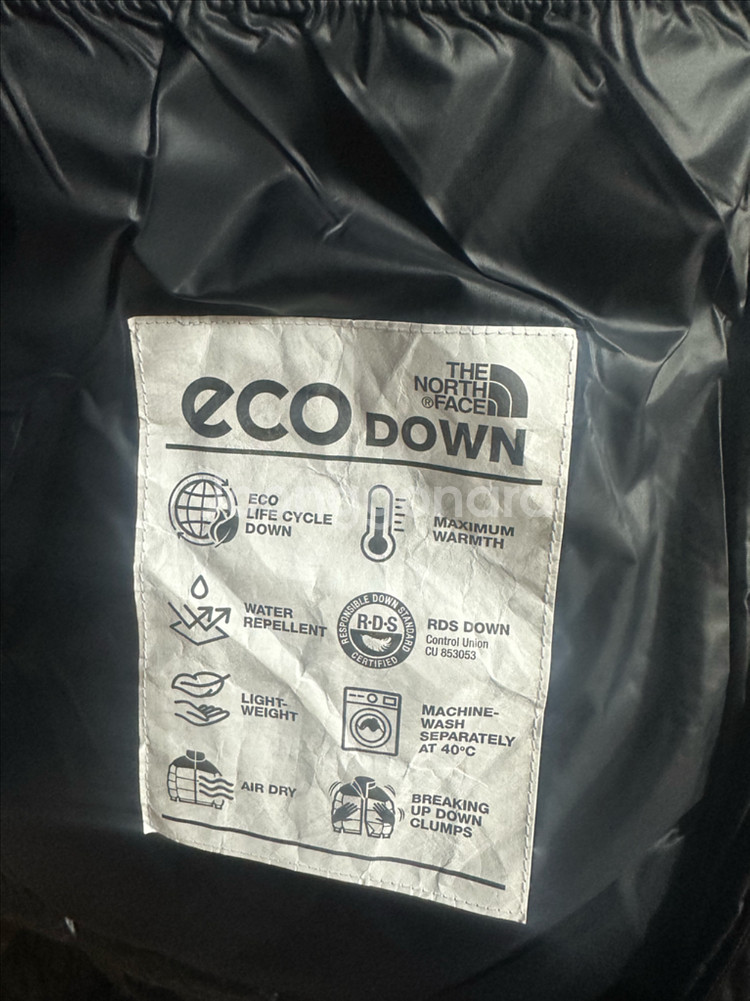 THE
NORTH
®FACE
eco DOWN
ECO
LIFE CYCLE
DOWN
MAXIMUM
WARMTH
WATER
REPELLENT
RESPONSIBLE DOWN STANDARD
R·D·S
CERTIFIED
RDS DOWN
Control Union
CU 853053
LIGHT-
WEIGHT
MACHINE-
WASH
SEPARATELY
AT 40°C
AIR DRY
BREAKING
UP DOWN
CLUMPS